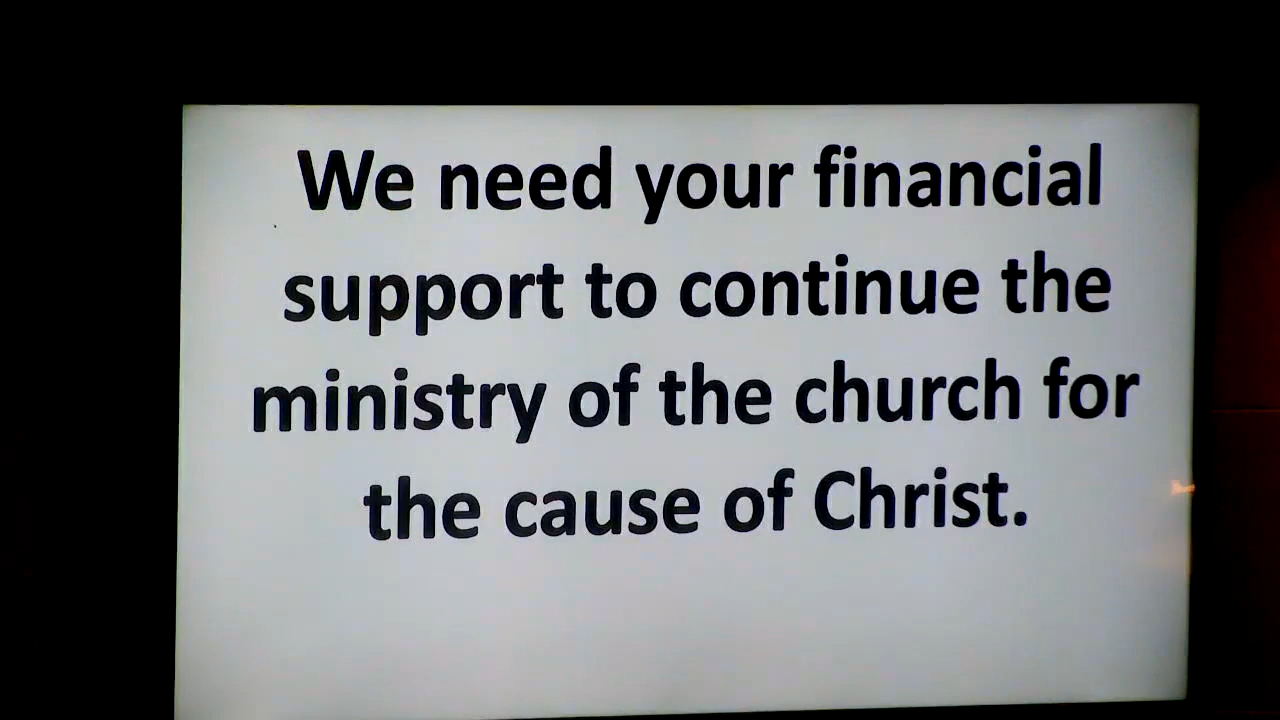 We need your financial
support to continue the
ministry of the church for
the cause of Christ.